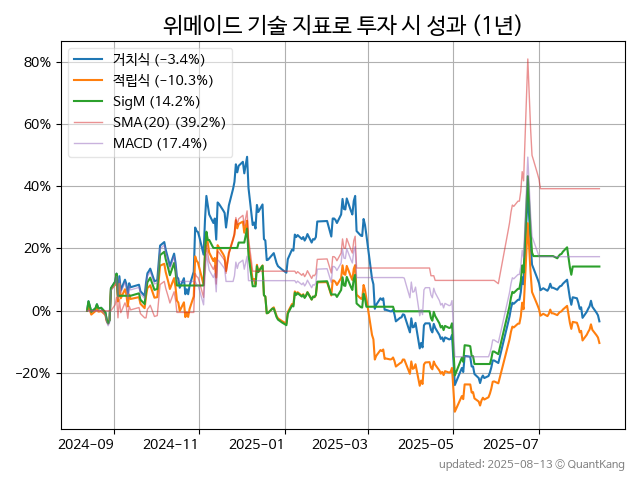 위메이드 기술 지표로 투자 시 성과 (1년)
거치식 (-3.4%)
적립식 (-10.3%)
SigM (14.2%)
SMA(20) (39.2%)
MACD (17.4%)
80%
60%
40%
20%
0%
-20%
2024-09 2024-11 2025-01 2025-03 2025-05 2025-07
updated: 2025-08-13 © QuantKang